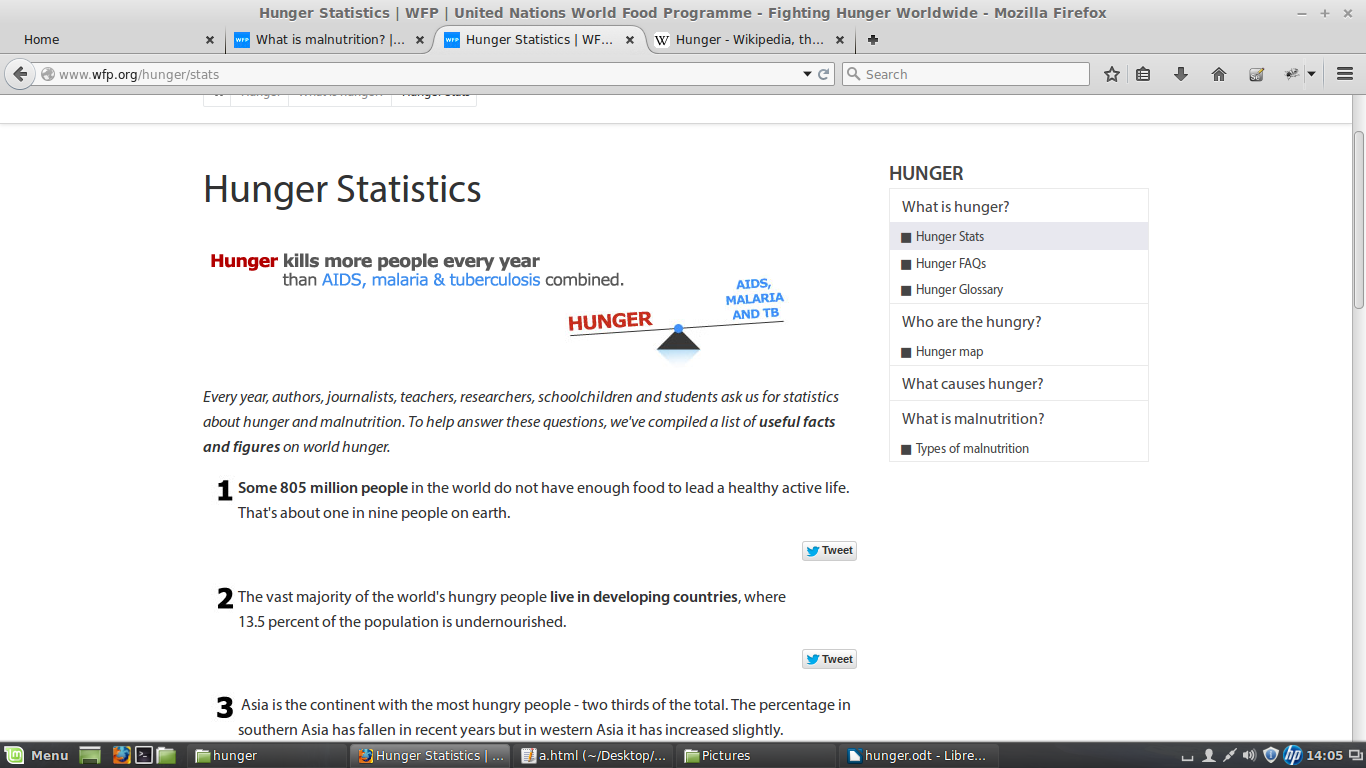 Hunger Statistics | WFP | United Nations World Food Programme - Fighting Hunger Worldwide - Mozilla Firefox
Home
What is malnutrition? |...
Hunger Statistics | WF...
Hunger - Wikipedia, th...
www.wfp.org/hunger/stats
Search
Hunger
What is hunger?
Hunger Stats
Hunger Statistics
Hunger kills more people every year
than AIDS, malaria & tuberculosis combined.
HUNGER
AIDS,
MALARIA
AND TB
Every year, authors, journalists, teachers, researchers, schoolchildren and students ask us for statistics
about hunger and malnutrition. To help answer these questions, we've compiled a list of useful facts
and figures on world hunger.
1 Some 805 million people in the world do not have enough food to lead a healthy active life.
That's about one in nine people on earth.
Tweet
2 The vast majority of the world's hungry people live in developing countries, where
13.5 percent of the population is undernourished.
Tweet
3 Asia is the continent with the most hungry people - two thirds of the total. The percentage in
southern Asia has fallen in recent years but in western Asia it has increased slightly.
HUNGER
What is hunger?
Hunger Stats
Hunger FAQs
Hunger Glossary
Who are the hungry?
Hunger map
What causes hunger?
What is malnutrition?
Types of malnutrition
Menu
hunger
Hunger Statistics | ...
a.html (~/Desktop/...
Pictures
hunger.odt - Libre...
hp
14:05